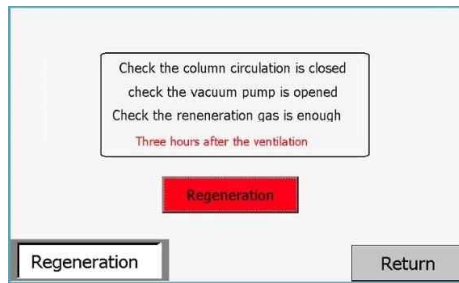 Check the column circulation is closed
check the vacuum pump is opened
Check the reneneration gas is enough
Three hours after the ventilation
Regeneration
Regeneration
Return